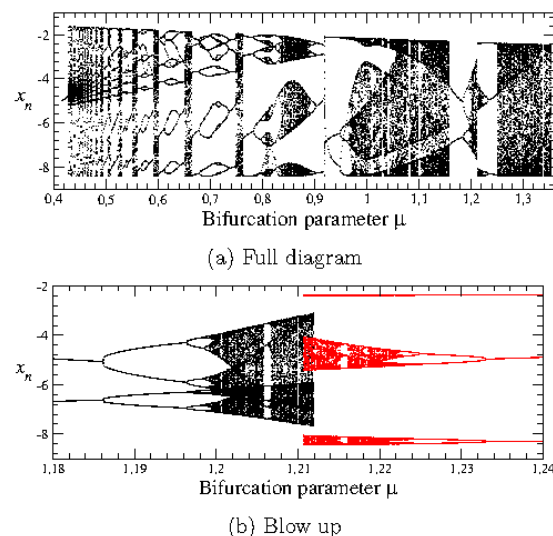 -2
-4
x_n
-6
-8
0,4 0,5 0,6 0,7 0,8 0,9 1 1,1 1,2 1,3
Bifurcation parameter μ
(a) Full diagram
-2
-4
x_n
-6
-8
1,18 1,19 1,2 1,21 1,22 1,23 1,24
Bifurcation parameter μ
(b) Blow up